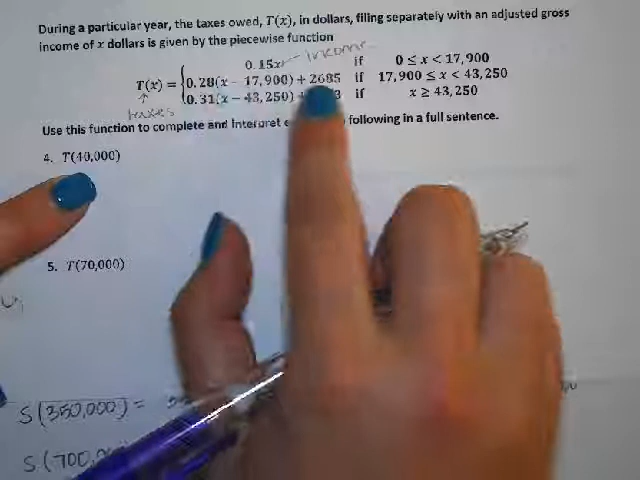 During a particular year, the taxes owed, T(x), in dollars, filing separately with an adjusted gross
income of x dollars is given by the piecewise function
income
0.15x if 0 ≤ x < 17,900
T(x) = 0.28(x − 17,900) + 2685 if 17,900 ≤ x < 43,250
0.31(x − 43,250) + 3 if x ≥ 43,250
taxes
Use this function to complete and interpret following in a full sentence.
4. T(40,000)
5. T(70,000)
S(350,000) =
S(700,